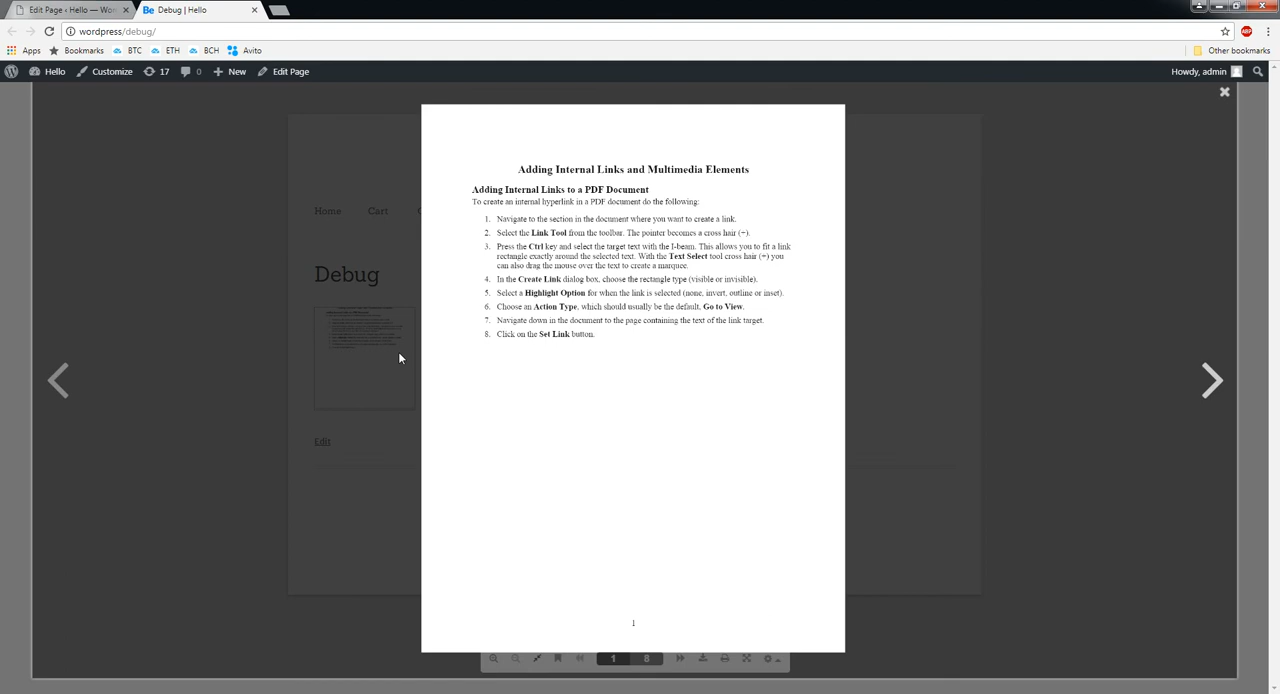 Edit Page ‹ Hello — Wor
Debug | Hello
wordpress/debug/
Apps Bookmarks BTC ETH BCH Avito Other bookmarks
Hello Customize 17 0 New Edit Page Howdy, admin
Home Cart
Debug
Edit
Adding Internal Links and Multimedia Elements
Adding Internal Links to a PDF Document
To create an internal hyperlink in a PDF document do the following:
1. Navigate to the section in the document where you want to create a link.
2. Select the Link Tool from the toolbar. The pointer becomes a cross hair (+).
3. Press the Ctrl key and select the target text with the I-beam. This allows you to fit a link
rectangle exactly around the selected text. With the Text Select tool cross hair (+) you
can also drag the mouse over the text to create a marquee.
4. In the Create Link dialog box, choose the rectangle type (visible or invisible).
5. Select a Highlight Option for when the link is selected (none, invert, outline or inset).
6. Choose an Action Type, which should usually be the default, Go to View.
7. Navigate down in the document to the page containing the text of the link target.
8. Click on the Set Link button.
1
1 8